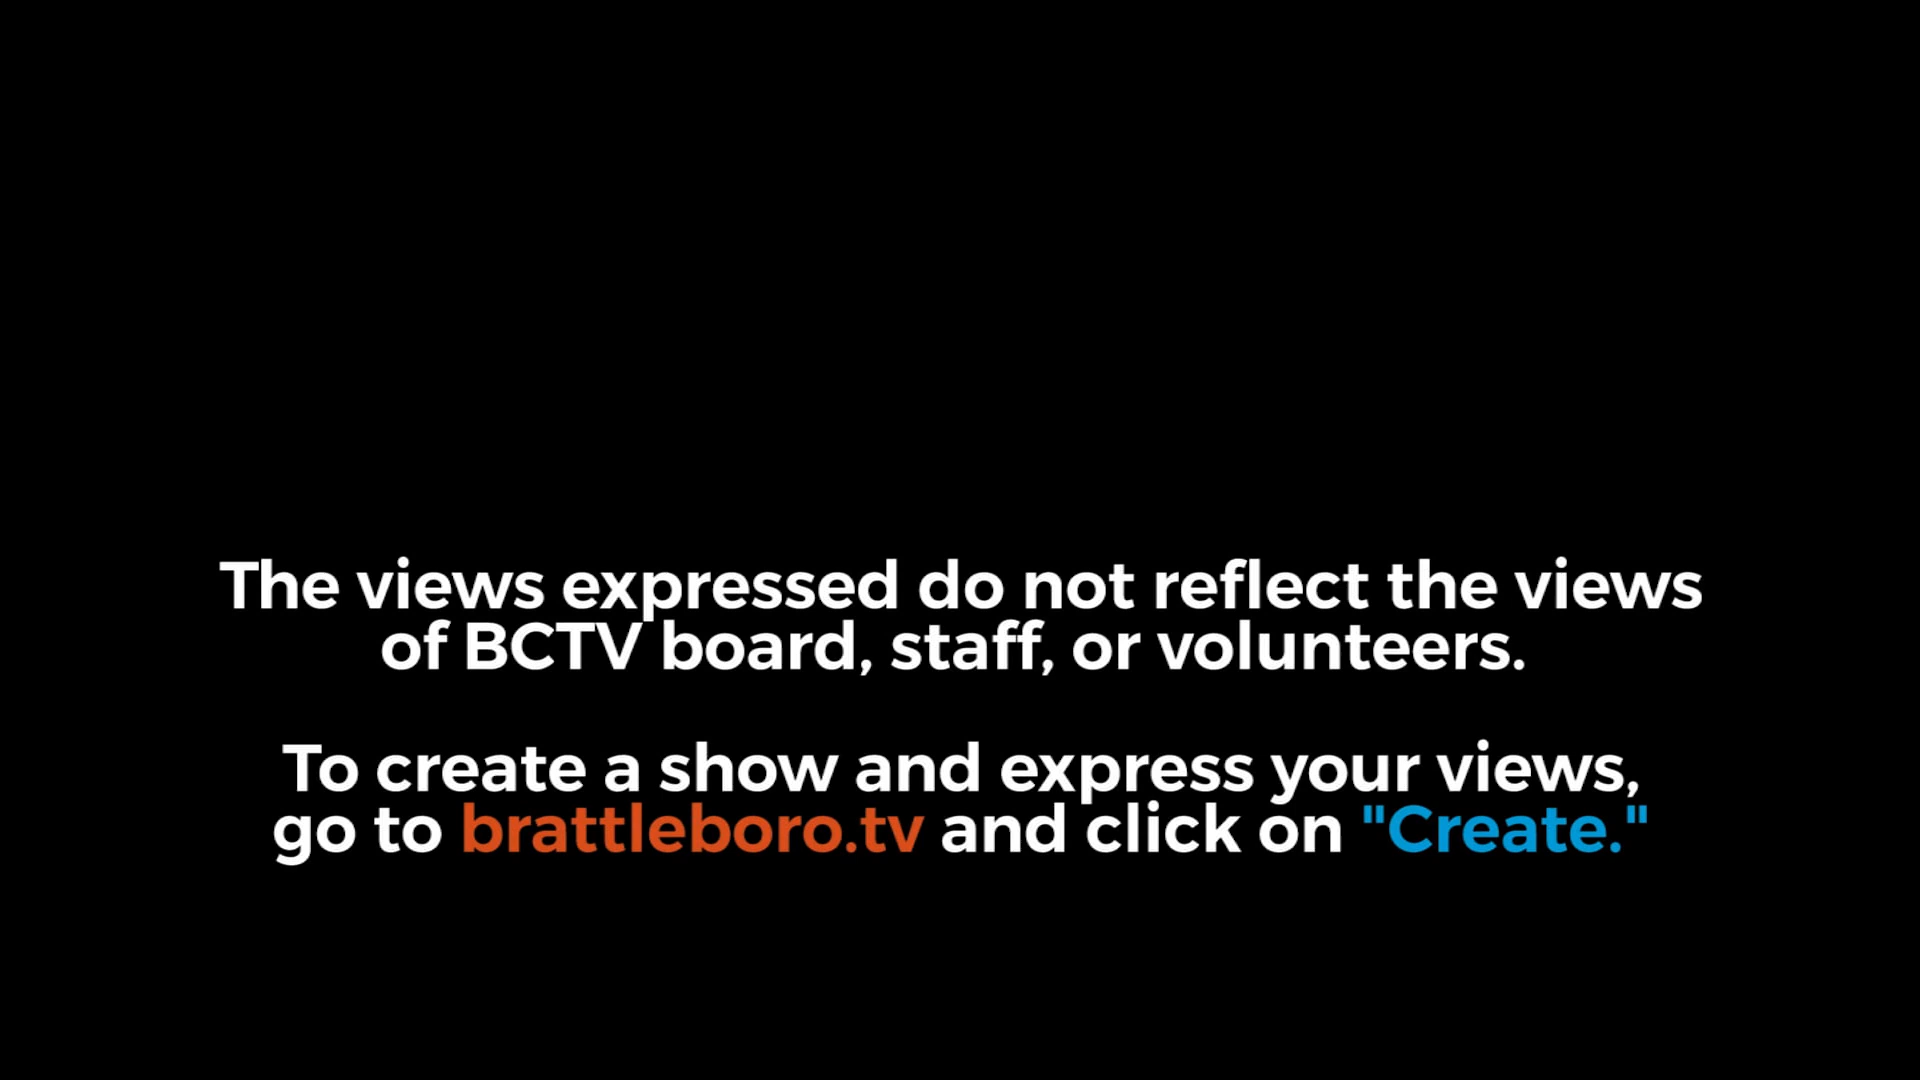 The views expressed do not reflect the views
of BCTV board, staff, or volunteers.
To create a show and express your views,
go to brattleboro.tv and click on "Create."